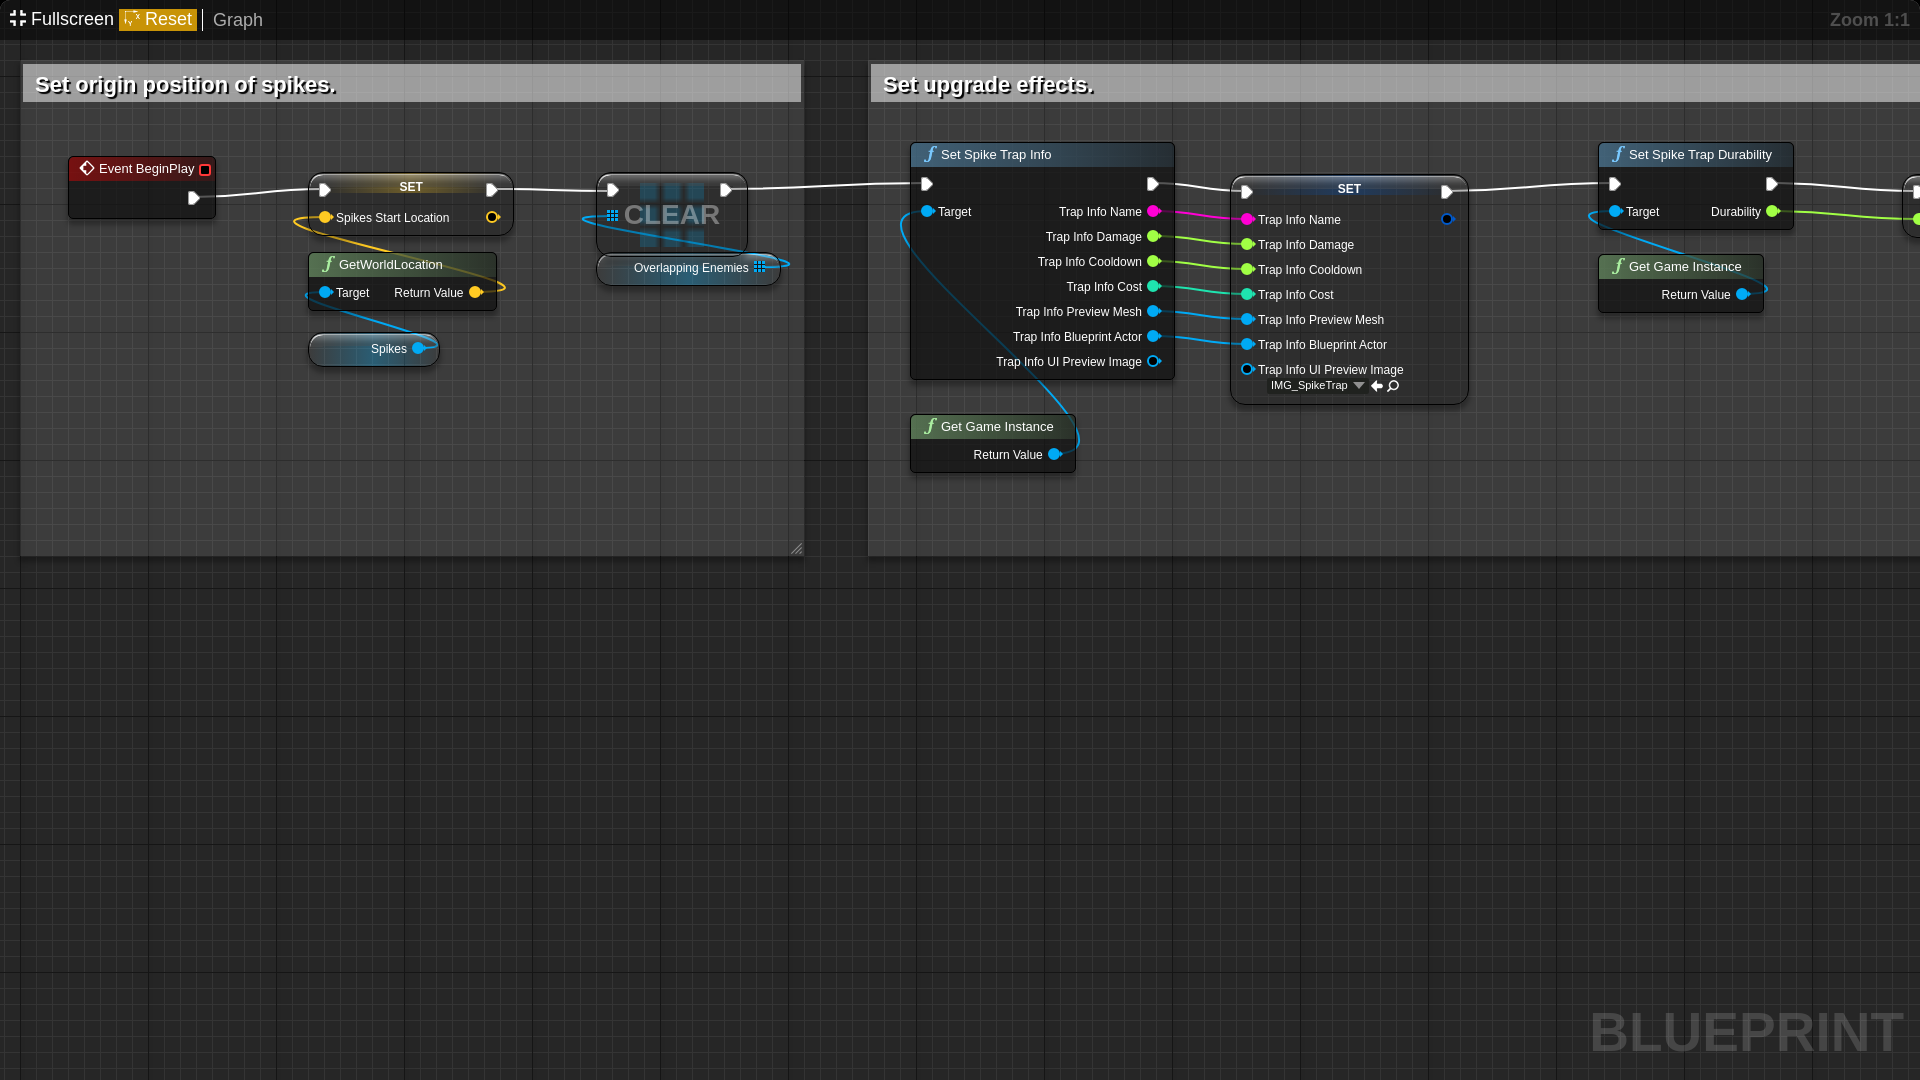 Fullscreen Reset Graph
Zoom 1:1
Set origin position of spikes.
Event BeginPlay
SET
Spikes Start Location
GetWorldLocation
Target Return Value
Spikes
CLEAR
Overlapping Enemies
Set upgrade effects.
Set Spike Trap Info
Target Trap Info Name
Trap Info Damage
Trap Info Cooldown
Trap Info Cost
Trap Info Preview Mesh
Trap Info Blueprint Actor
Trap Info UI Preview Image
Get Game Instance
Return Value
SET
Trap Info Name
Trap Info Damage
Trap Info Cooldown
Trap Info Cost
Trap Info Preview Mesh
Trap Info Blueprint Actor
Trap Info UI Preview Image
IMG_SpikeTrap
Set Spike Trap Durability
Target Durability
Get Game Instance
Return Value
BLUEPRINT